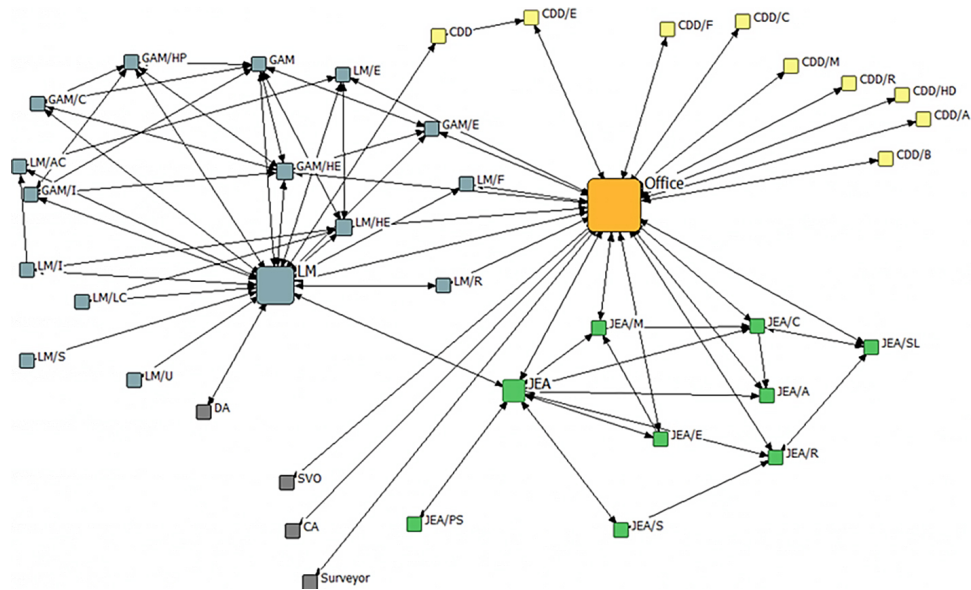 CDD/E
CDD/C
CDD/F
CDD
GAM/HP
GAM
CDD/M
LM/E
CDD/R
CDD/HD
GAM/C
CDD/A
GAM/E
CDD/B
LM/AC
GAM/HE
LM/F
Office
GAM/I
LM/HE
LM/I
LM
LM/R
LM/LC
JEA/M
JEA/C
JEA/SL
LM/S
LM/U
JEA
JEA/A
DA
JEA/E
JEA/R
SVO
JEA/PS
CA
JEA/S
Surveyor